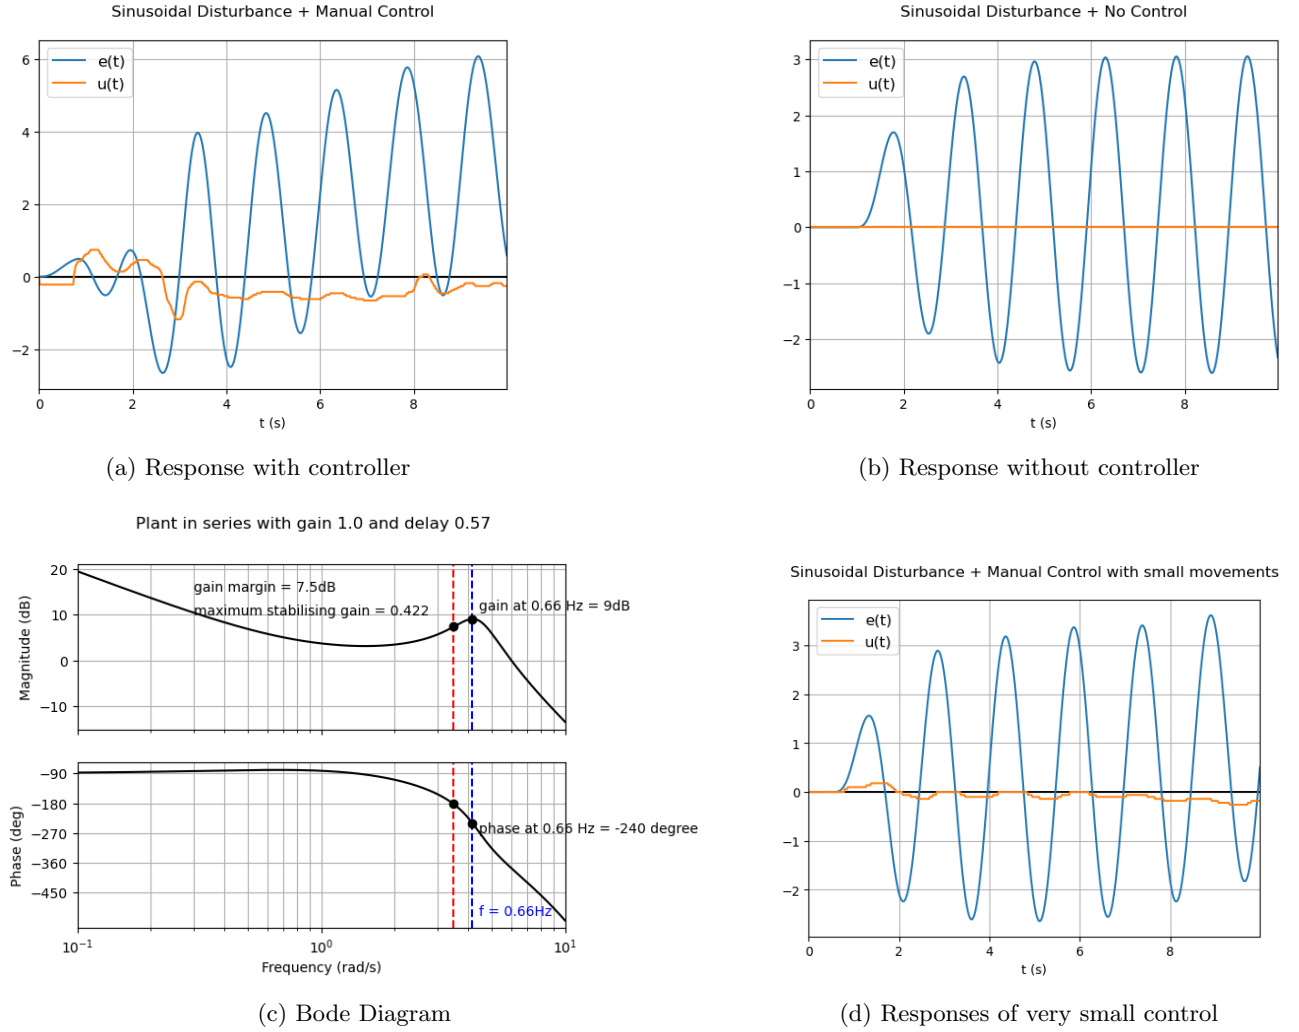 Sinusoidal Disturbance + Manual Control
e(t)
u(t)
6
4
2
0
−2
0 2 4 6 8
t (s)
(a) Response with controller
Sinusoidal Disturbance + No Control
e(t)
u(t)
3
2
1
0
−1
−2
0 2 4 6 8
t (s)
(b) Response without controller
Plant in series with gain 1.0 and delay 0.57
Magnitude (dB)
20
10
0
−10
gain margin = 7.5dB
maximum stabilising gain = 0.422
gain at 0.66 Hz = 9dB
Phase (deg)
−90
−180
−270
−360
−450
phase at 0.66 Hz = -240 degree
f = 0.66Hz
10⁻¹ 10⁰ 10¹
Frequency (rad/s)
(c) Bode Diagram
Sinusoidal Disturbance + Manual Control with small movements
e(t)
u(t)
3
2
1
0
−1
−2
0 2 4 6 8
t (s)
(d) Responses of very small control